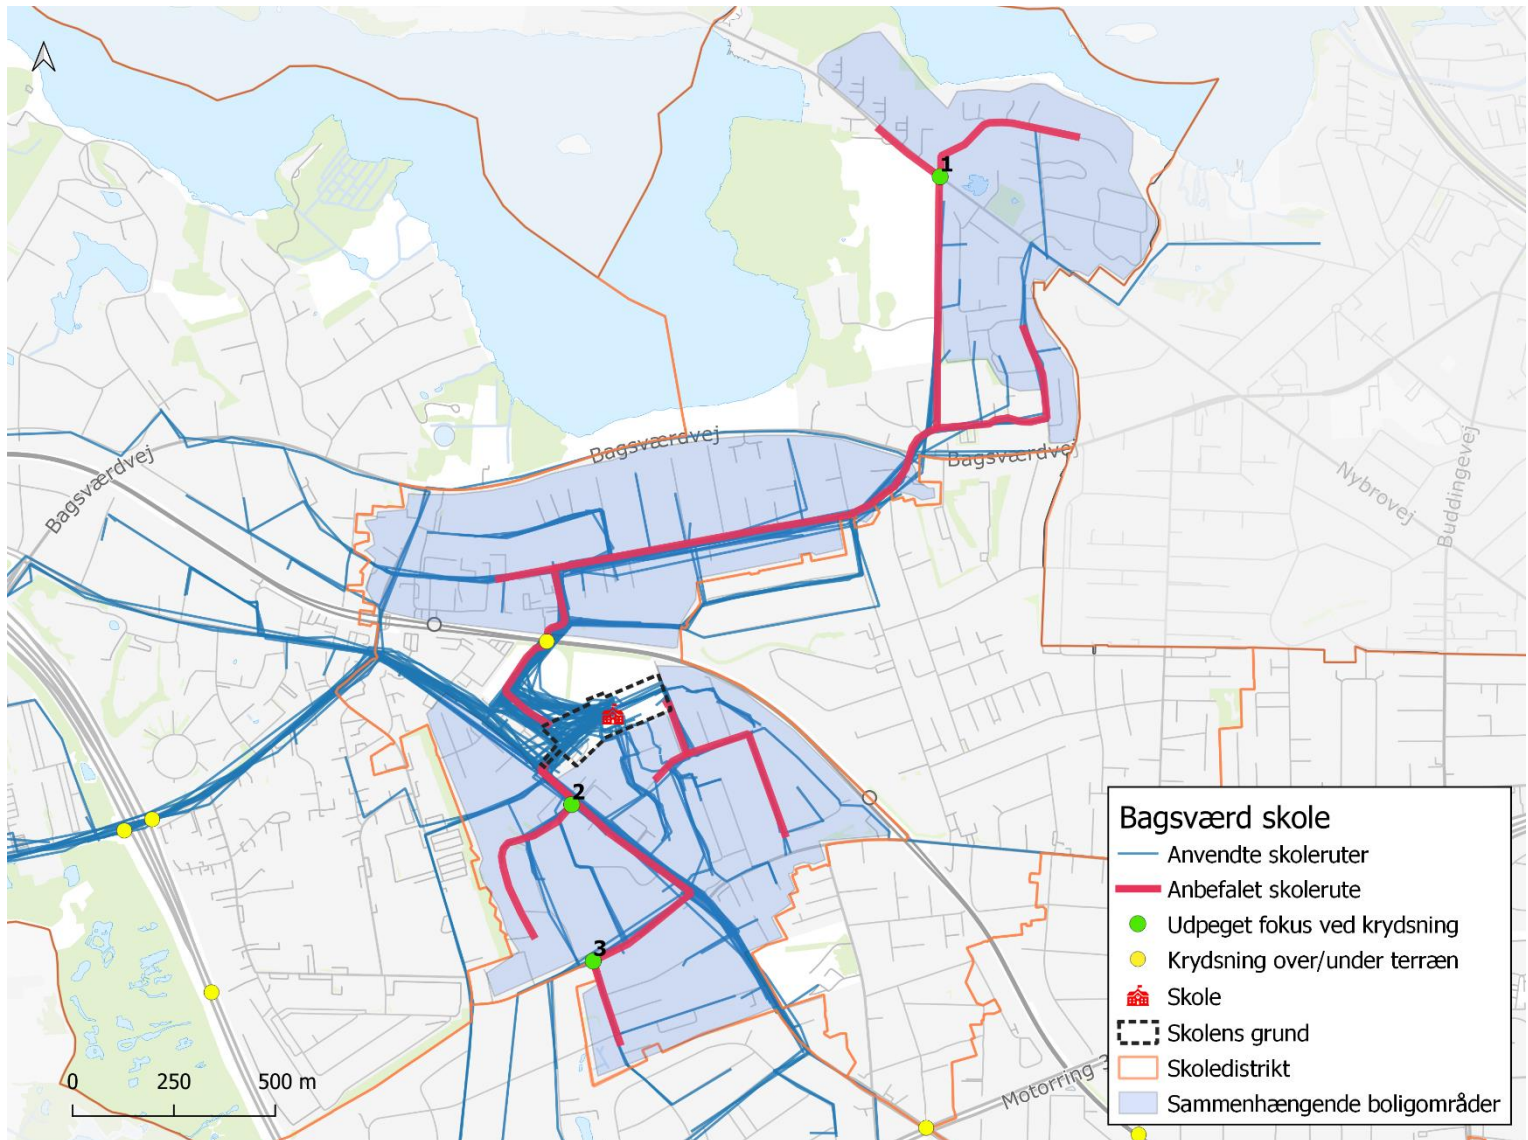 1
Bagsværdvej
Bagsværdvej
Bagsværdvej
Nybrovej
Buddingevej
2
3
Motorring 3
0 250 500 m
Bagsværd skole
Anvendte skoleruter
Anbefalet skolerute
Udpeget fokus ved krydsning
Krydsning over/under terræn
Skole
Skolens grund
Skoledistrikt
Sammenhængende boligområder